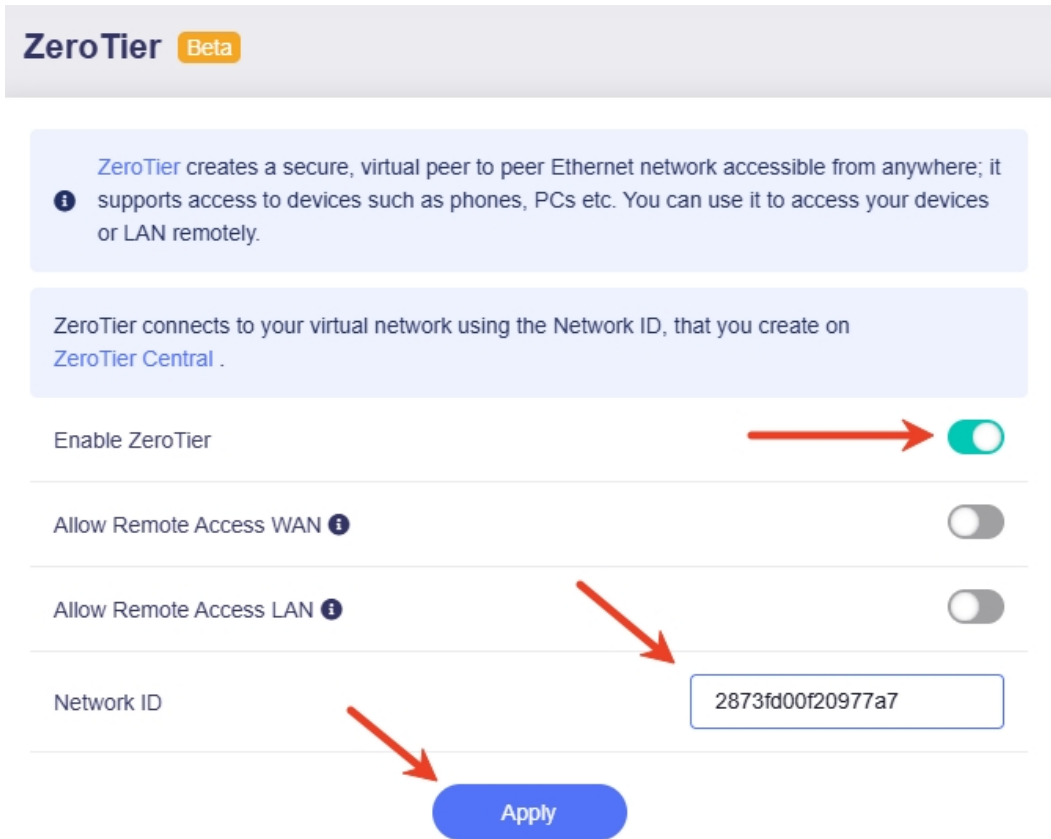 ZeroTier Beta
ZeroTier creates a secure, virtual peer to peer Ethernet network accessible from anywhere; it
supports access to devices such as phones, PCs etc. You can use it to access your devices
or LAN remotely.
ZeroTier connects to your virtual network using the Network ID, that you create on
ZeroTier Central .
Enable ZeroTier
Allow Remote Access WAN
Allow Remote Access LAN
Network ID 2873fd00f20977a7
Apply